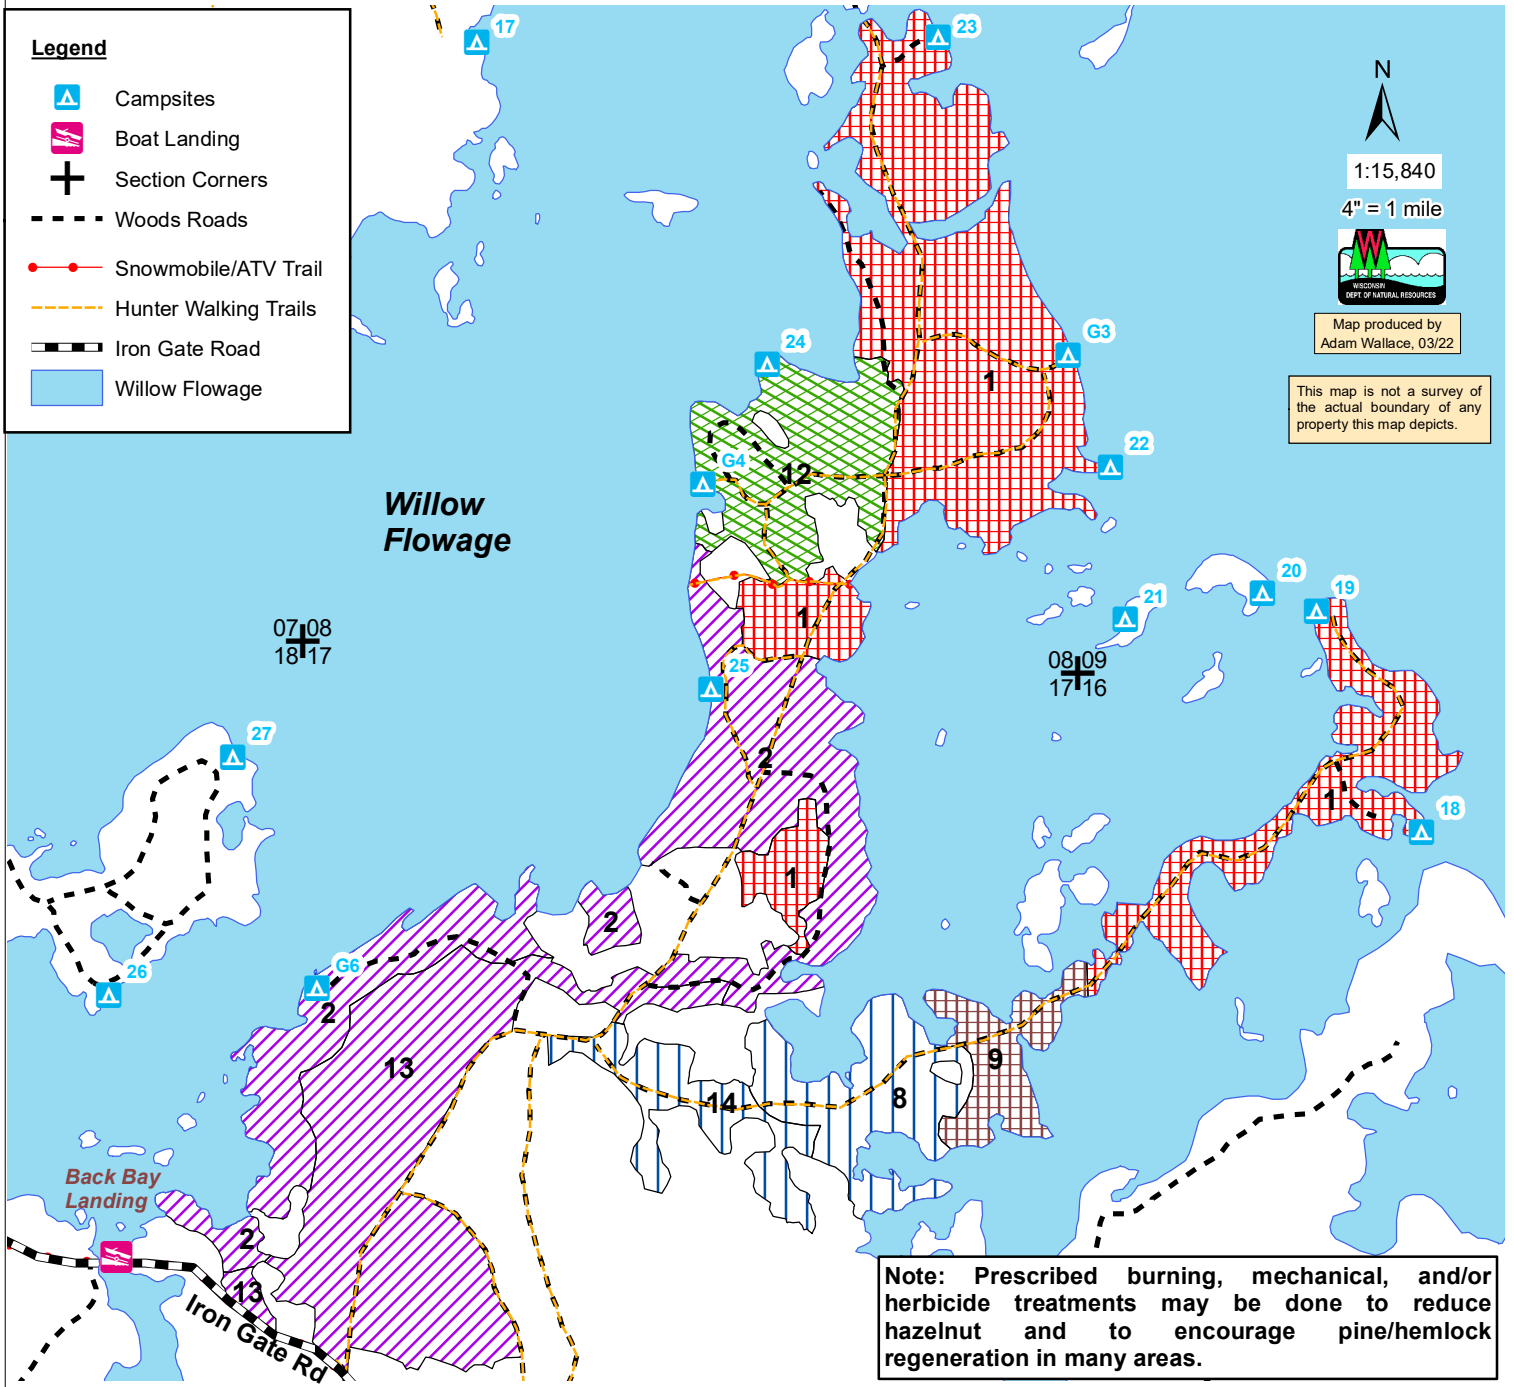 Legend
Campsites
Boat Landing
Section Corners
Woods Roads
Snowmobile/ATV Trail
Hunter Walking Trails
Iron Gate Road
Willow Flowage
17
23
N
1:15,840
4" = 1 mile
WISCONSIN
DEPT. OF NATURAL RESOURCES
Map produced by
Adam Wallace, 03/22
This map is not a survey of
the actual boundary of any
property this map depicts.
24
G3
1
22
G4
12
Willow
Flowage
20
19
21
1
07 08
18 17
08 09
17 16
25
27
2
1
18
1
2
26
G6
2
13
9
8
14
Back Bay
Landing
2
13
Iron Gate Rd
Note: Prescribed burning, mechanical, and/or
herbicide treatments may be done to reduce
hazelnut and to encourage pine/hemlock
regeneration in many areas.